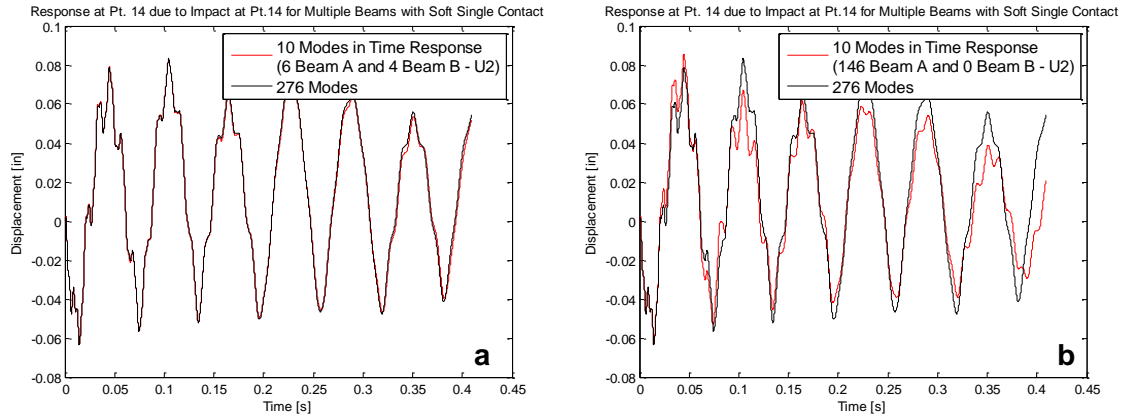 Response at Pt. 14 due to Impact at Pt.14 for Multiple Beams with Soft Single Contact
10 Modes in Time Response
(6 Beam A and 4 Beam B - U2)
276 Modes
0.1
0.08
0.06
0.04
0.02
0
-0.02
-0.04
-0.06
-0.08
Displacement [in]
a
0
0.05
0.1
0.15
0.2
0.25
0.3
0.35
0.4
0.45
Time [s]
Response at Pt. 14 due to Impact at Pt.14 for Multiple Beams with Soft Single Contact
10 Modes in Time Response
(146 Beam A and 0 Beam B - U2)
276 Modes
0.1
0.08
0.06
0.04
0.02
0
-0.02
-0.04
-0.06
-0.08
Displacement [in]
b
0
0.05
0.1
0.15
0.2
0.25
0.3
0.35
0.4
0.45
Time [s]